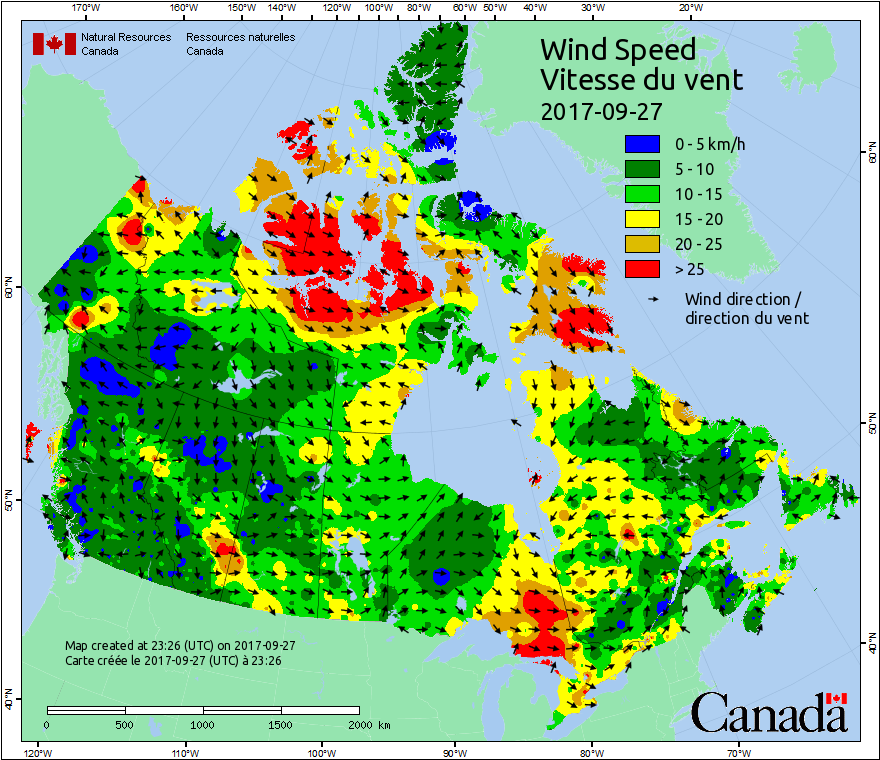 170°W 160°W 150°W 140°W 130°W 120°W 110°W 100°W 90°W 80°W 70°W 60°W 50°W 40°W 30°W 20°W
Natural Resources Ressources naturelles
Canada Canada
Wind Speed
Vitesse du vent
2017-09-27
0 - 5 km/h
5 - 10
10 - 15
15 - 20
20 - 25
> 25
Wind direction /
direction du vent
60°N
60°N
50°N
50°N
40°N
40°N
Map created at 23:26 (UTC) on 2017-09-27
Carte créée le 2017-09-27 (UTC) à 23:26
0 500 1000 1500 2000 km
Canada
120°W 110°W 100°W 90°W 80°W 70°W